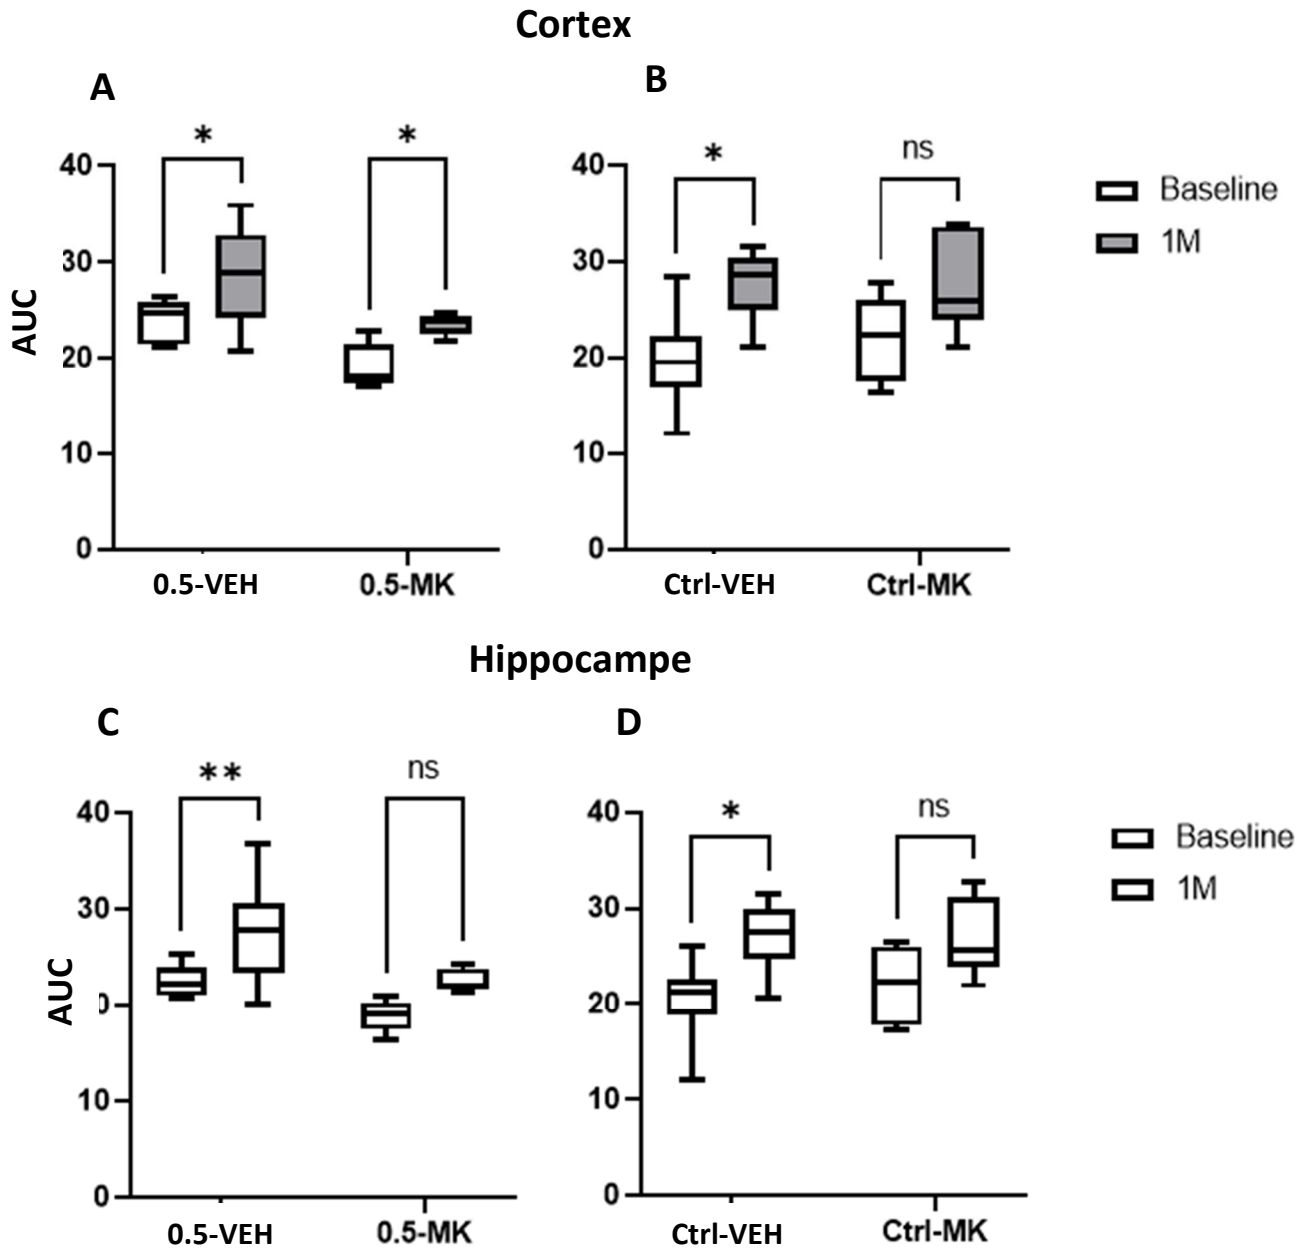 Cortex
A
B
* * * ns
40 40
Baseline
1M
30 30
AUC
20 20
10 10
0 0
0.5-VEH 0.5-MK Ctrl-VEH Ctrl-MK
Hippocampe
C D
** ns * ns
40 40
Baseline
1M
30 30
AUC
0 20
10 10
0 0
0.5-VEH 0.5-MK Ctrl-VEH Ctrl-MK